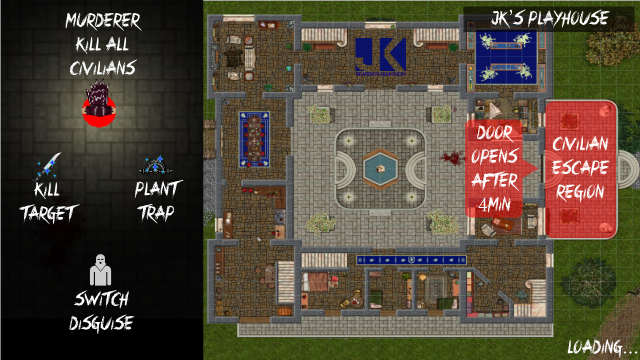 MURDERER
KILL ALL
CIVILIANS
KILL
TARGET
PLANT
TRAP
SWITCH
DISGUISE
JK'S PLAYHOUSE
JK
DOOR
OPENS
AFTER
4MIN
CIVILIAN
ESCAPE
REGION
LOADING...